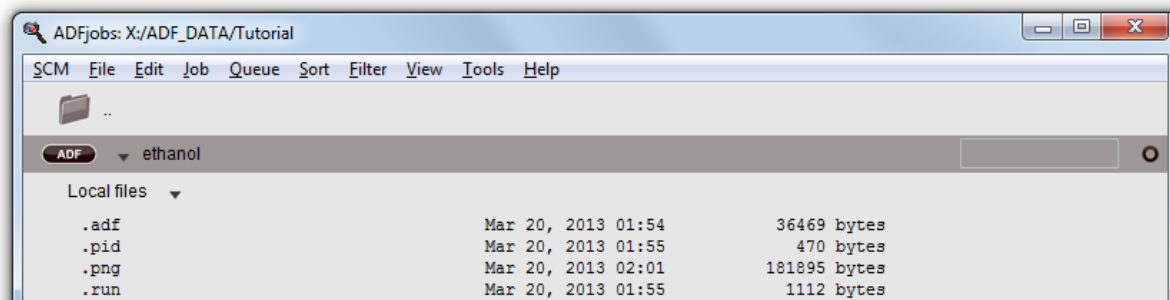 ADFjobs: X:/ADF_DATA/Tutorial
SCM File Edit Job Queue Sort Filter View Tools Help
..
ADF ethanol
Local files
.adf Mar 20, 2013 01:54 36469 bytes
.pid Mar 20, 2013 01:55 470 bytes
.png Mar 20, 2013 02:01 181895 bytes
.run Mar 20, 2013 01:55 1112 bytes